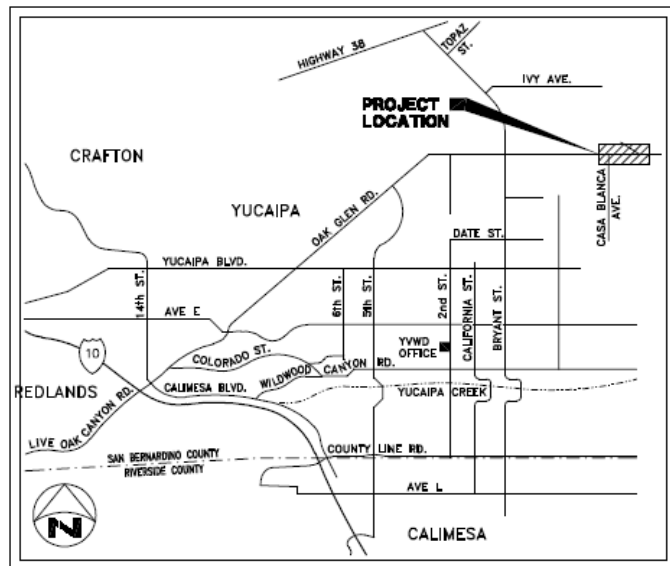 HIGHWAY 38
TOPAZ
ST.
IVY AVE.
PROJECT
LOCATION
CRAFTON
YUCAIPA
OAK GLEN RD.
CASA BLANCA
AVE.
DATE ST.
YUCAIPA BLVD.
14th ST.
6th ST.
5th ST.
2nd ST.
CALIFORNIA ST.
BRYANT ST.
AVE E
YVWD
OFFICE
10
COLORADO ST.
WILDWOOD CANYON RD.
REDLANDS
CALIMESA BLVD.
YUCAIPA CREEK
LIVE OAK CANYON RD.
COUNTY LINE RD.
SAN BERNARDINO COUNTY
RIVERSIDE COUNTY
AVE L
N
CALIMESA